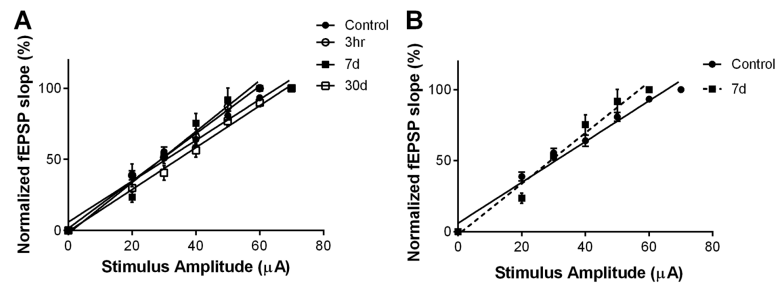 A
Normalized fEPSP slope (%)
100
50
0
0
20
40
60
80
Stimulus Amplitude (μA)
Control
3hr
7d
30d
B
Normalized fEPSP slope (%)
100
50
0
0
20
40
60
80
Stimulus Amplitude (μA)
Control
7d